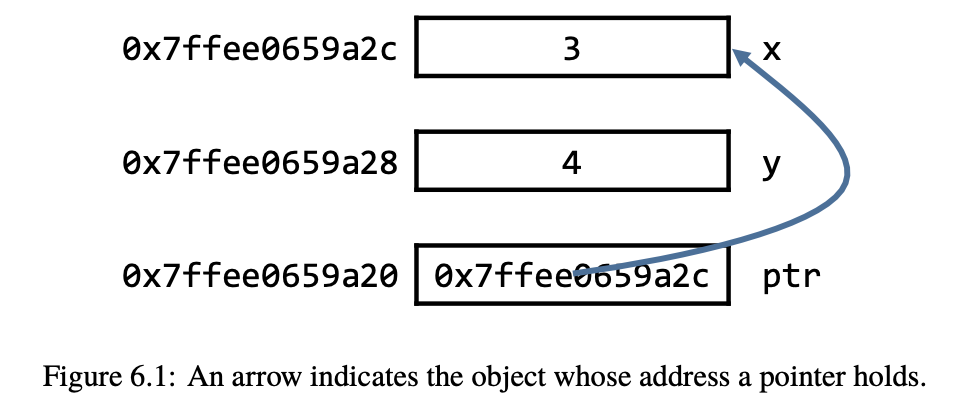 0x7ffee0659a2c 3 x
0x7ffee0659a28 4 y
0x7ffee0659a20 0x7ffee0659a2c ptr
Figure 6.1: An arrow indicates the object whose address a pointer holds.